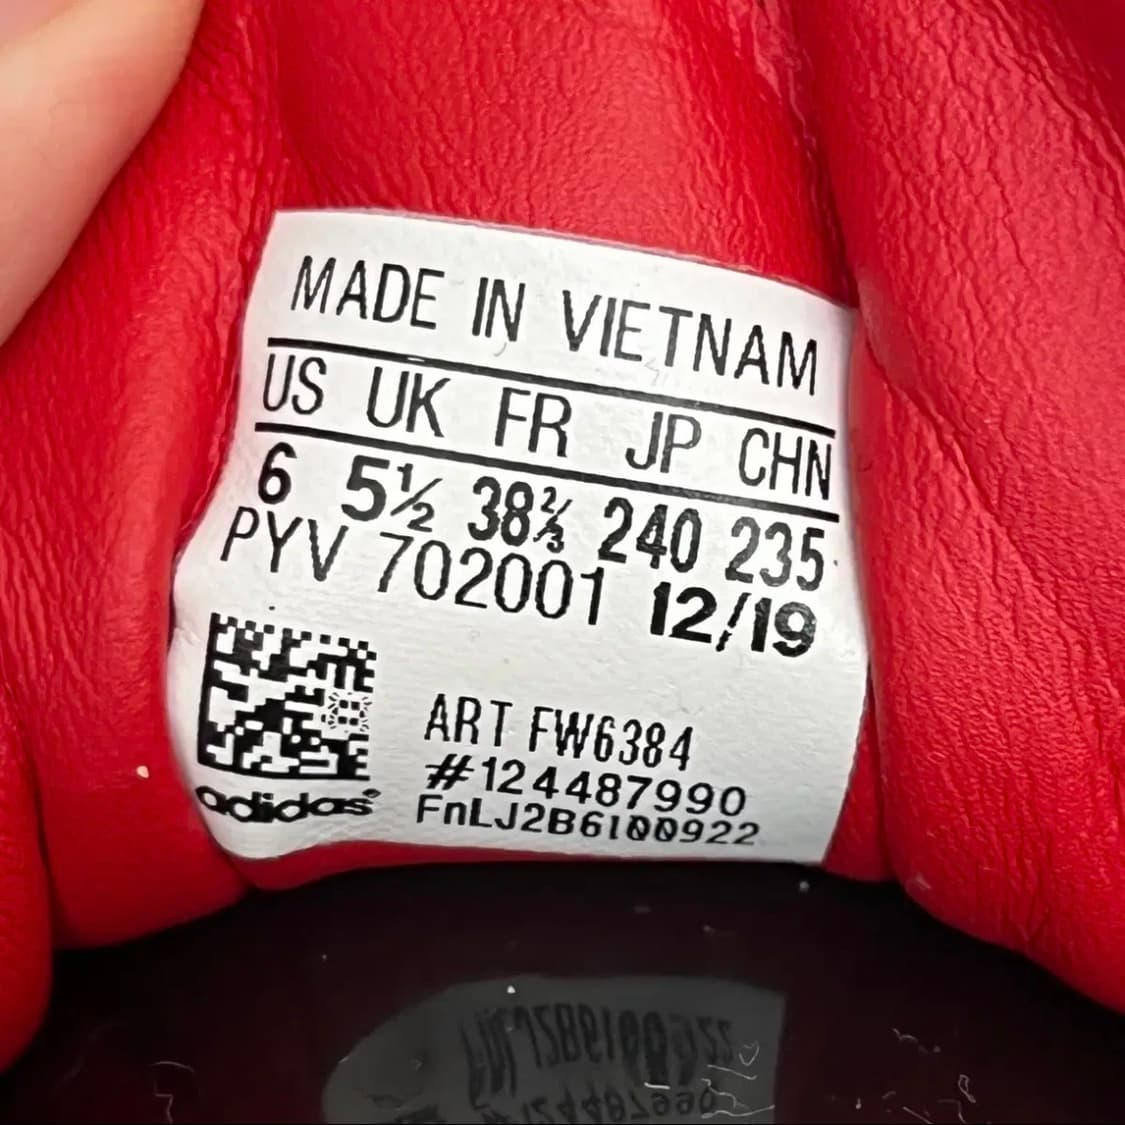 MADE IN VIETNAM
US UK FR JP CHN
6 5½ 38⅔ 240 235
PYV 702001 12/19
ART FW6384
#124487990
adidas®
FnLJ2B6100922